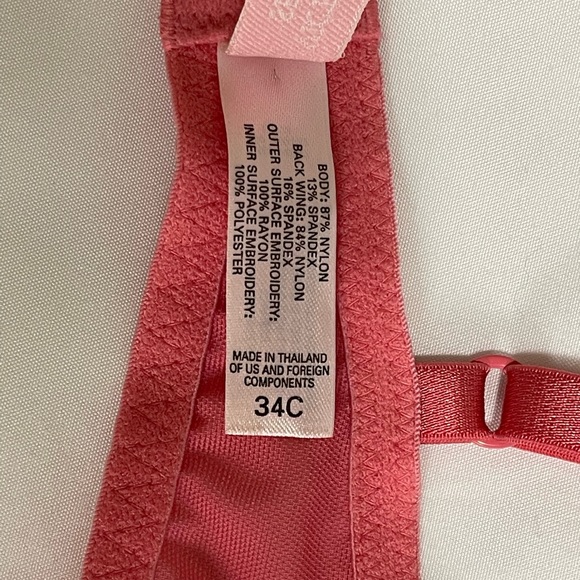 BODY: 87% NYLON
13% SPANDEX
BACK WING: 84% NYLON
16% SPANDEX
OUTER SURFACE EMBROIDERY:
100% RAYON
INNER SURFACE EMBROIDERY:
100% POLYESTER
MADE IN THAILAND
OF US AND FOREIGN
COMPONENTS
34C